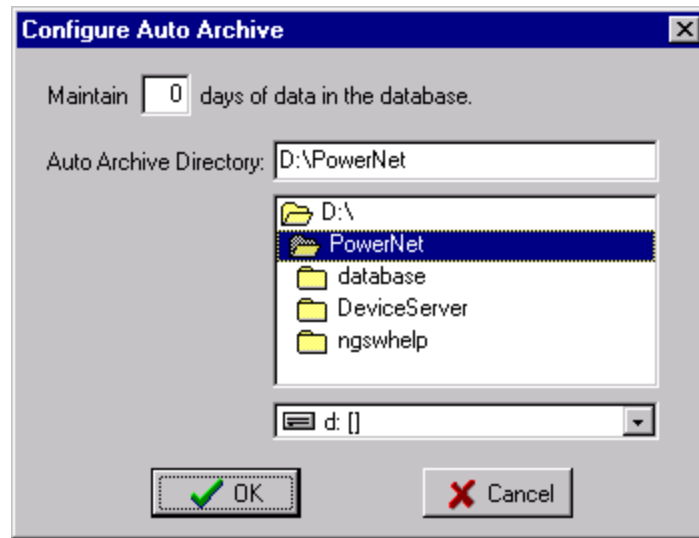 Configure Auto Archive
Maintain 0 days of data in the database.
Auto Archive Directory: D:\PowerNet
D:\
PowerNet
database
DeviceServer
ngswhelp
d: []
OK Cancel